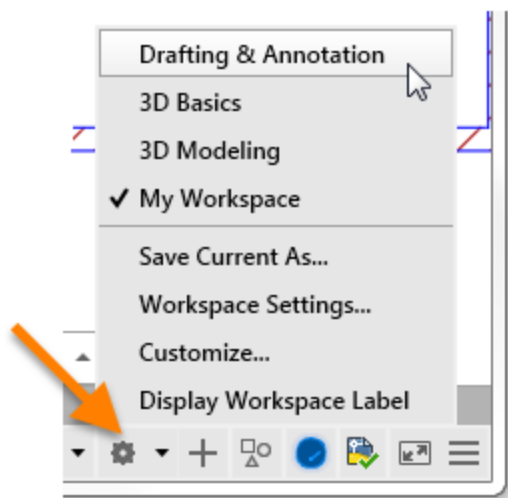 Drafting & Annotation
3D Basics
3D Modeling
My Workspace
Save Current As...
Workspace Settings...
Customize...
Display Workspace Label